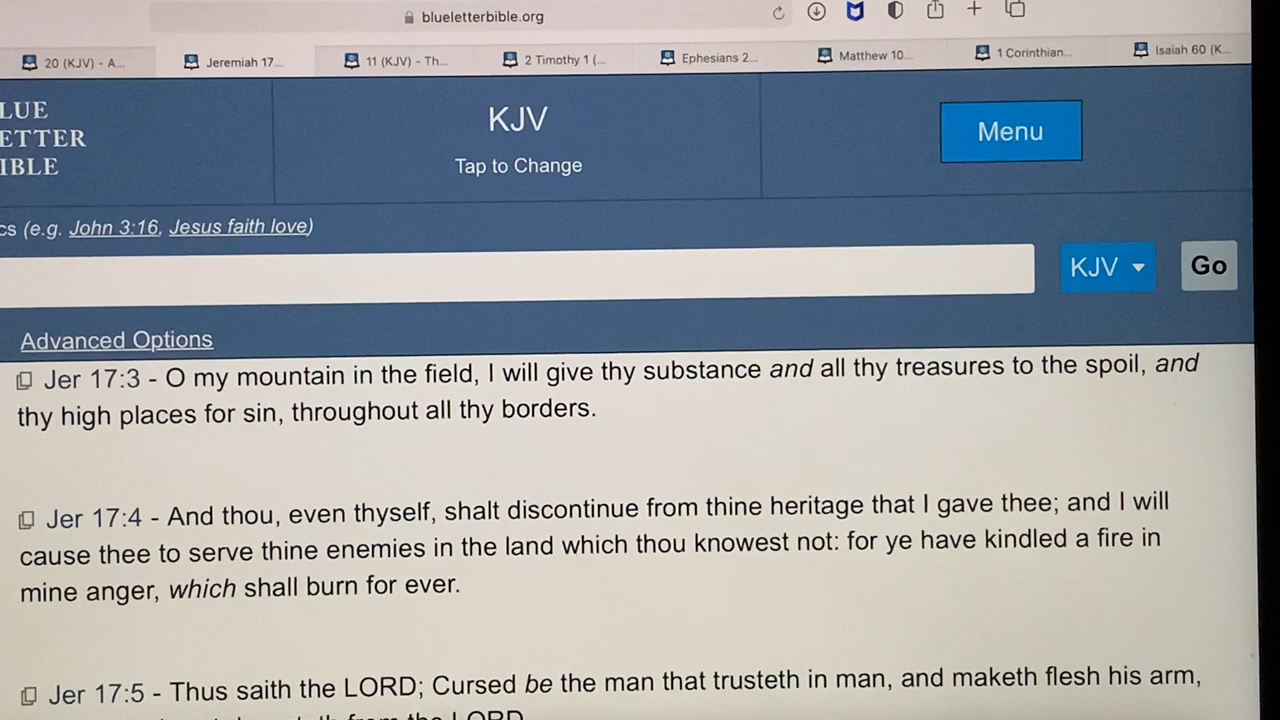 blueletterbible.org
20 (KJV) - A...
Jeremiah 17...
11 (KJV) - Th...
2 Timothy 1 (...
Ephesians 2...
Matthew 10...
1 Corinthian...
Isaiah 60 (K...
LUE
ETTER
IBLE
KJV
Tap to Change
Menu
cs (e.g. John 3:16, Jesus faith love)
KJV
Go
Advanced Options
Jer 17:3 - O my mountain in the field, I will give thy substance and all thy treasures to the spoil, and
thy high places for sin, throughout all thy borders.
Jer 17:4 - And thou, even thyself, shalt discontinue from thine heritage that I gave thee; and I will
cause thee to serve thine enemies in the land which thou knowest not: for ye have kindled a fire in
mine anger, which shall burn for ever.
Jer 17:5 - Thus saith the LORD; Cursed be the man that trusteth in man, and maketh flesh his arm,
from the LORD